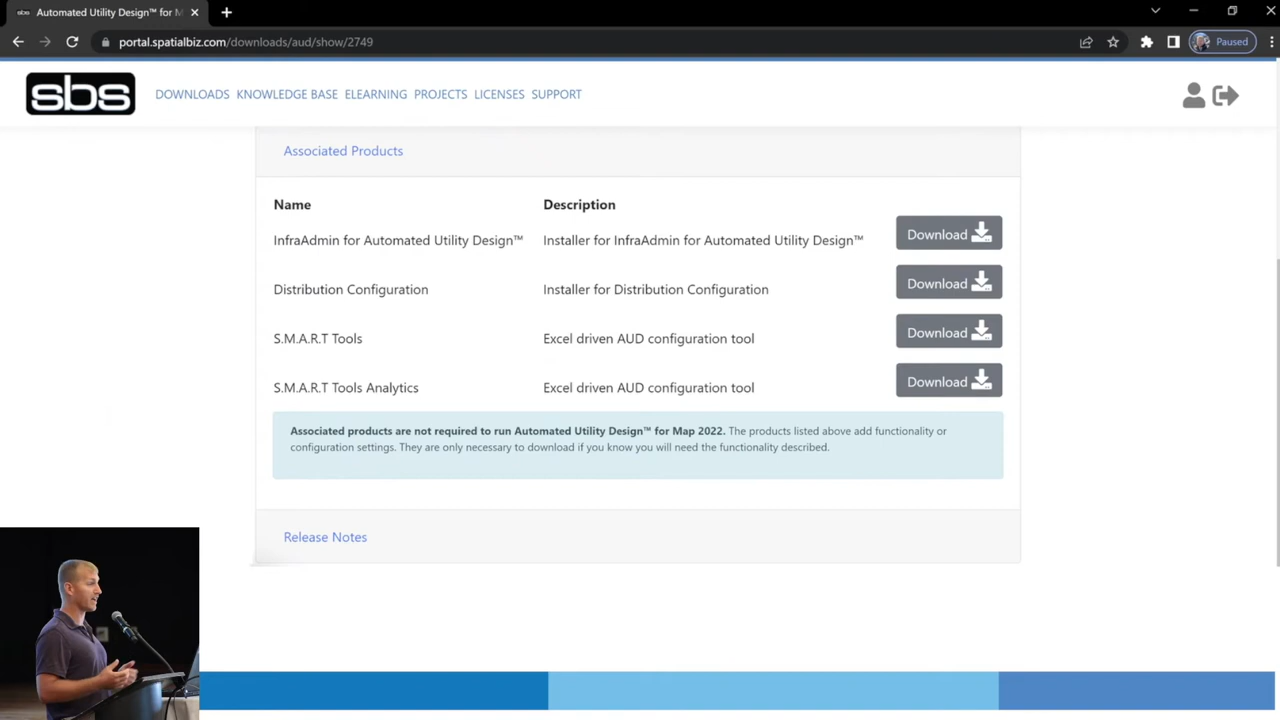 Automated Utility Design™ for M
portal.spatialbiz.com/downloads/aud/show/2749
Paused
sbs
DOWNLOADS KNOWLEDGE BASE ELEARNING PROJECTS LICENSES SUPPORT
Associated Products
Name Description
InfraAdmin for Automated Utility Design™ Installer for InfraAdmin for Automated Utility Design™ Download
Distribution Configuration Installer for Distribution Configuration Download
S.M.A.R.T Tools Excel driven AUD configuration tool Download
S.M.A.R.T Tools Analytics Excel driven AUD configuration tool Download
Associated products are not required to run Automated Utility Design™ for Map 2022. The products listed above add functionality or
configuration settings. They are only necessary to download if you know you will need the functionality described.
Release Notes